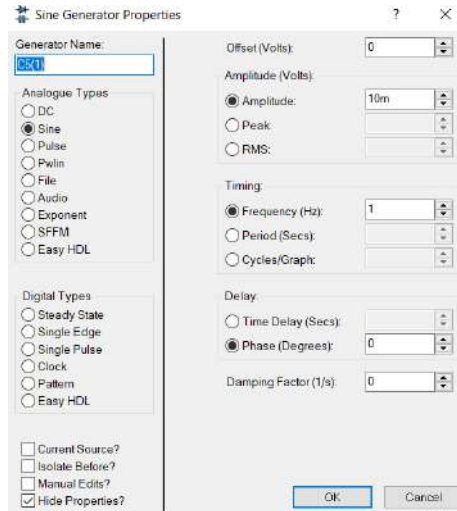 Sine Generator Properties
?
Generator Name:
C5(1)
Analogue Types
DC
Sine
Pulse
Pwlin
File
Audio
Exponent
SFFM
Easy HDL
Digital Types
Steady State
Single Edge
Single Pulse
Clock
Pattern
Easy HDL
Current Source?
Isolate Before?
Manual Edits?
Hide Properties?
Offset (Volts): 0
Amplitude (Volts):
Amplitude: 10m
Peak:
RMS:
Timing:
Frequency (Hz): 1
Period (Secs):
Cycles/Graph:
Delay:
Time Delay (Secs):
Phase (Degrees): 0
Damping Factor (1/s): 0
OK
Cancel